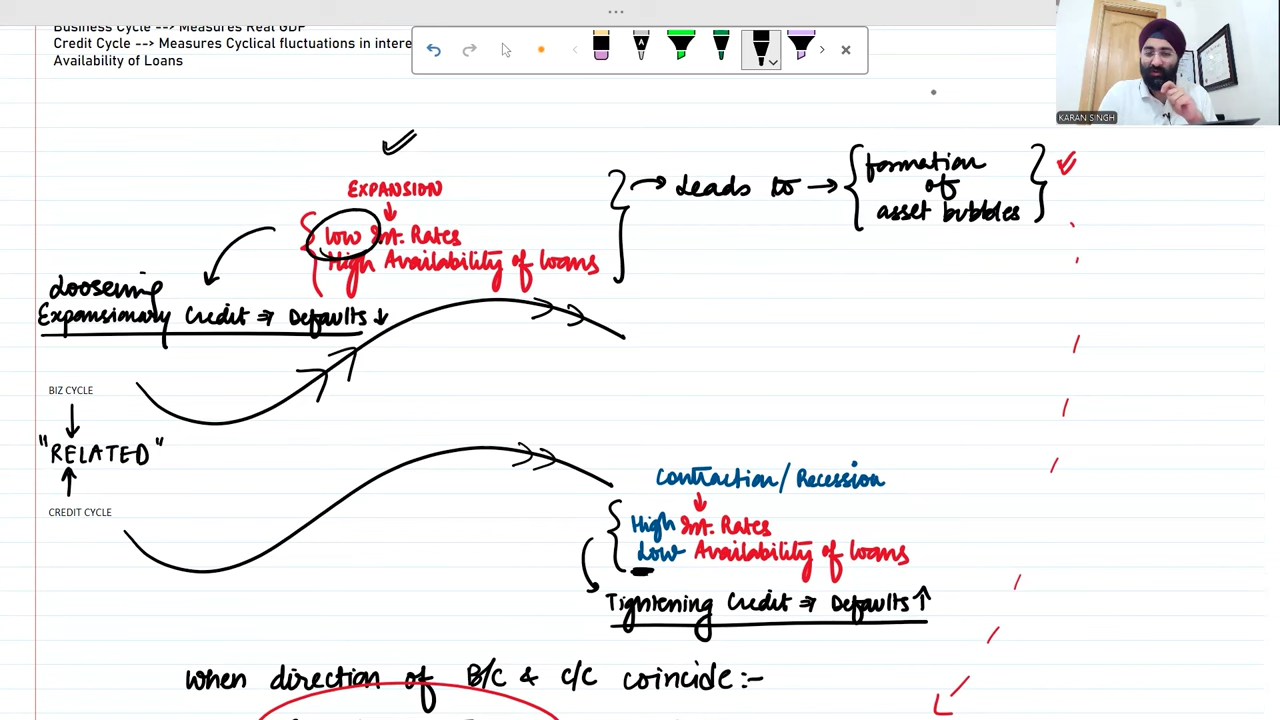 Business Cycle --> Measures Real GDP
Credit Cycle --> Measures Cyclical fluctuations in intere
Availability of Loans
KARAN SINGH
EXPANSION
Low Int. Rates
High Availability of loans
Leads to
formation
of
asset bubbles
Loosening
Expansionary Credit ⇒ Defaults ↓
BIZ CYCLE
"RELATED"
CREDIT CYCLE
Contraction/Recession
High Int. Rates
Low Availability of loans
Tightening Credit ⇒ Defaults ↑
when direction of B/C & C/C coincide:-